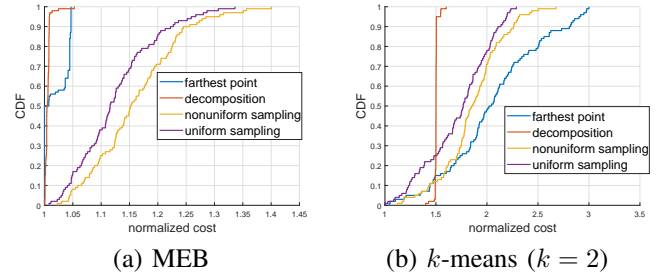 CDF
1
0.9
0.8
0.7
0.6
0.5
0.4
0.3
0.2
0.1
0
1
1.05
1.1
1.15
1.2
1.25
1.3
1.35
1.4
1.45
normalized cost
farthest point
decomposition
nonuniform sampling
uniform sampling
(a) MEB
CDF
1
0.9
0.8
0.7
0.6
0.5
0.4
0.3
0.2
0.1
0
1
1.5
2
2.5
3
3.5
normalized cost
farthest point
decomposition
nonuniform sampling
uniform sampling
(b) k-means (k = 2)